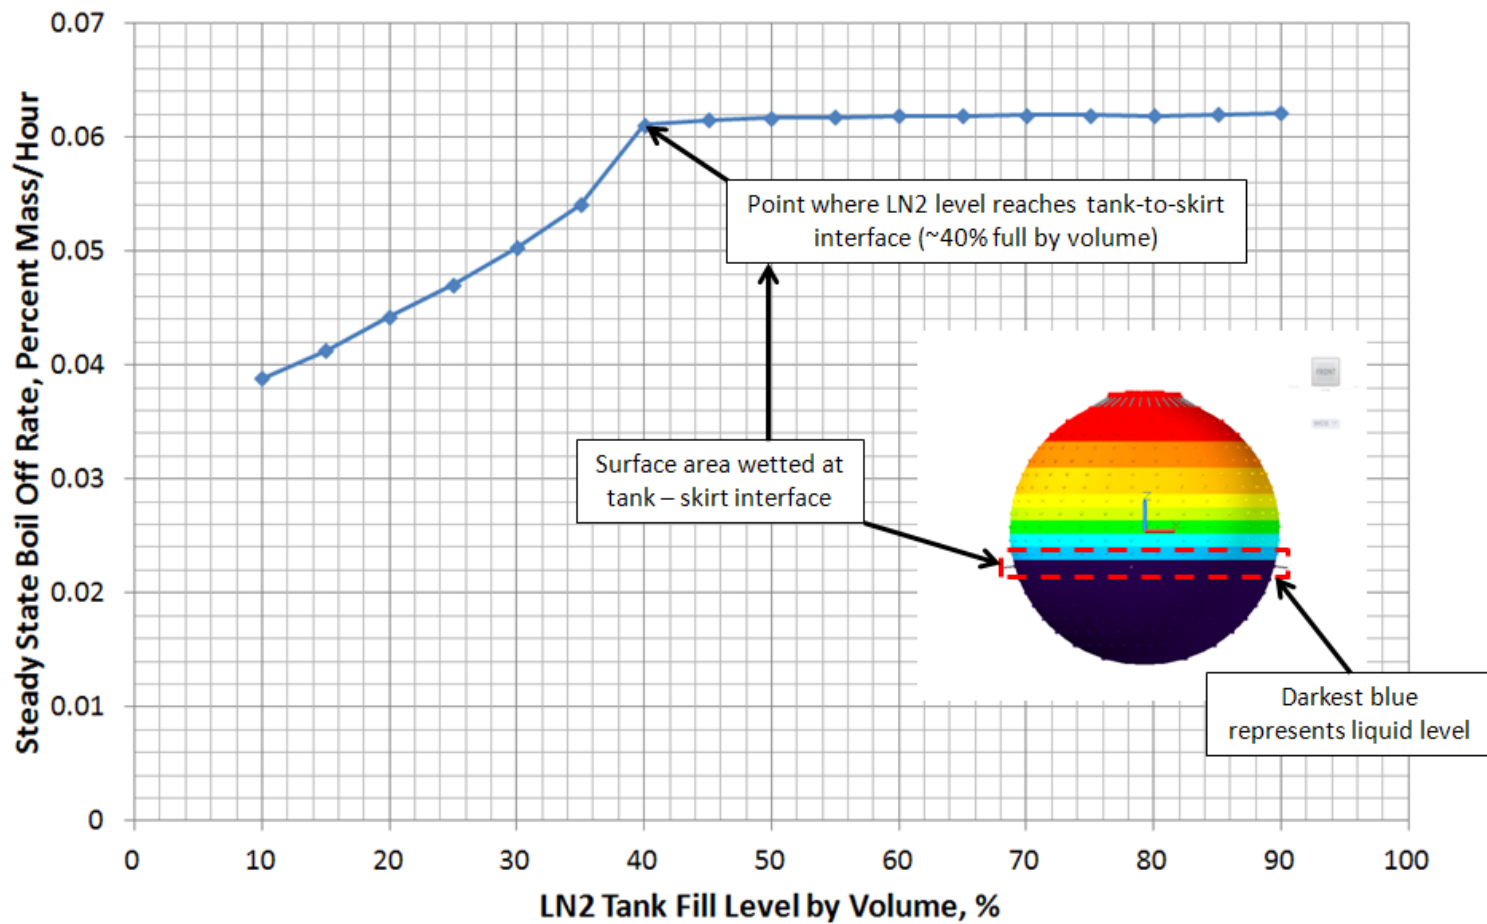 0.07
0.06
0.05
0.04
0.03
0.02
0.01
0
Steady State Boil Off Rate, Percent Mass/Hour
Point where LN2 level reaches tank-to-skirt
interface (~40% full by volume)
Surface area wetted at
tank – skirt interface
FRONT
Z
X
Darkest blue
represents liquid level
0 10 20 30 40 50 60 70 80 90 100
LN2 Tank Fill Level by Volume, %